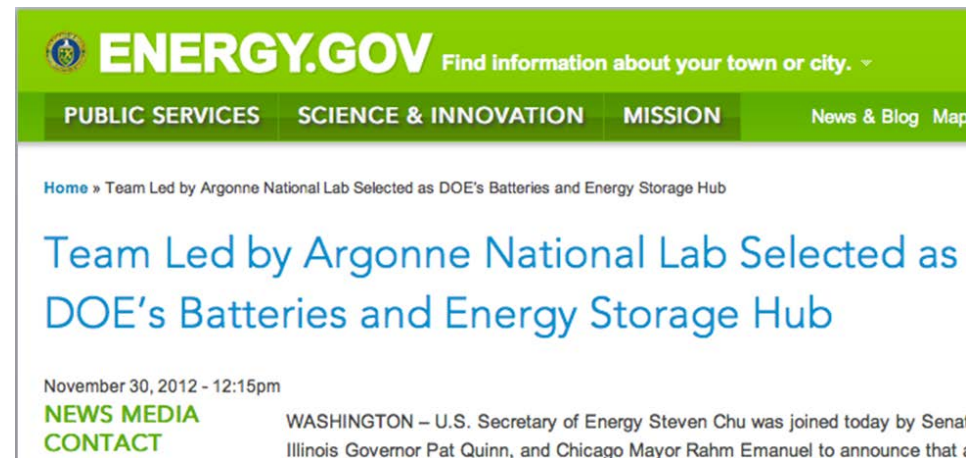 ENERGY.GOV Find information about your town or city.
PUBLIC SERVICES SCIENCE & INNOVATION MISSION News & Blog Map
Home » Team Led by Argonne National Lab Selected as DOE's Batteries and Energy Storage Hub
Team Led by Argonne National Lab Selected as
DOE's Batteries and Energy Storage Hub
November 30, 2012 - 12:15pm
NEWS MEDIA
CONTACT
WASHINGTON – U.S. Secretary of Energy Steven Chu was joined today by Senat
Illinois Governor Pat Quinn, and Chicago Mayor Rahm Emanuel to announce that a